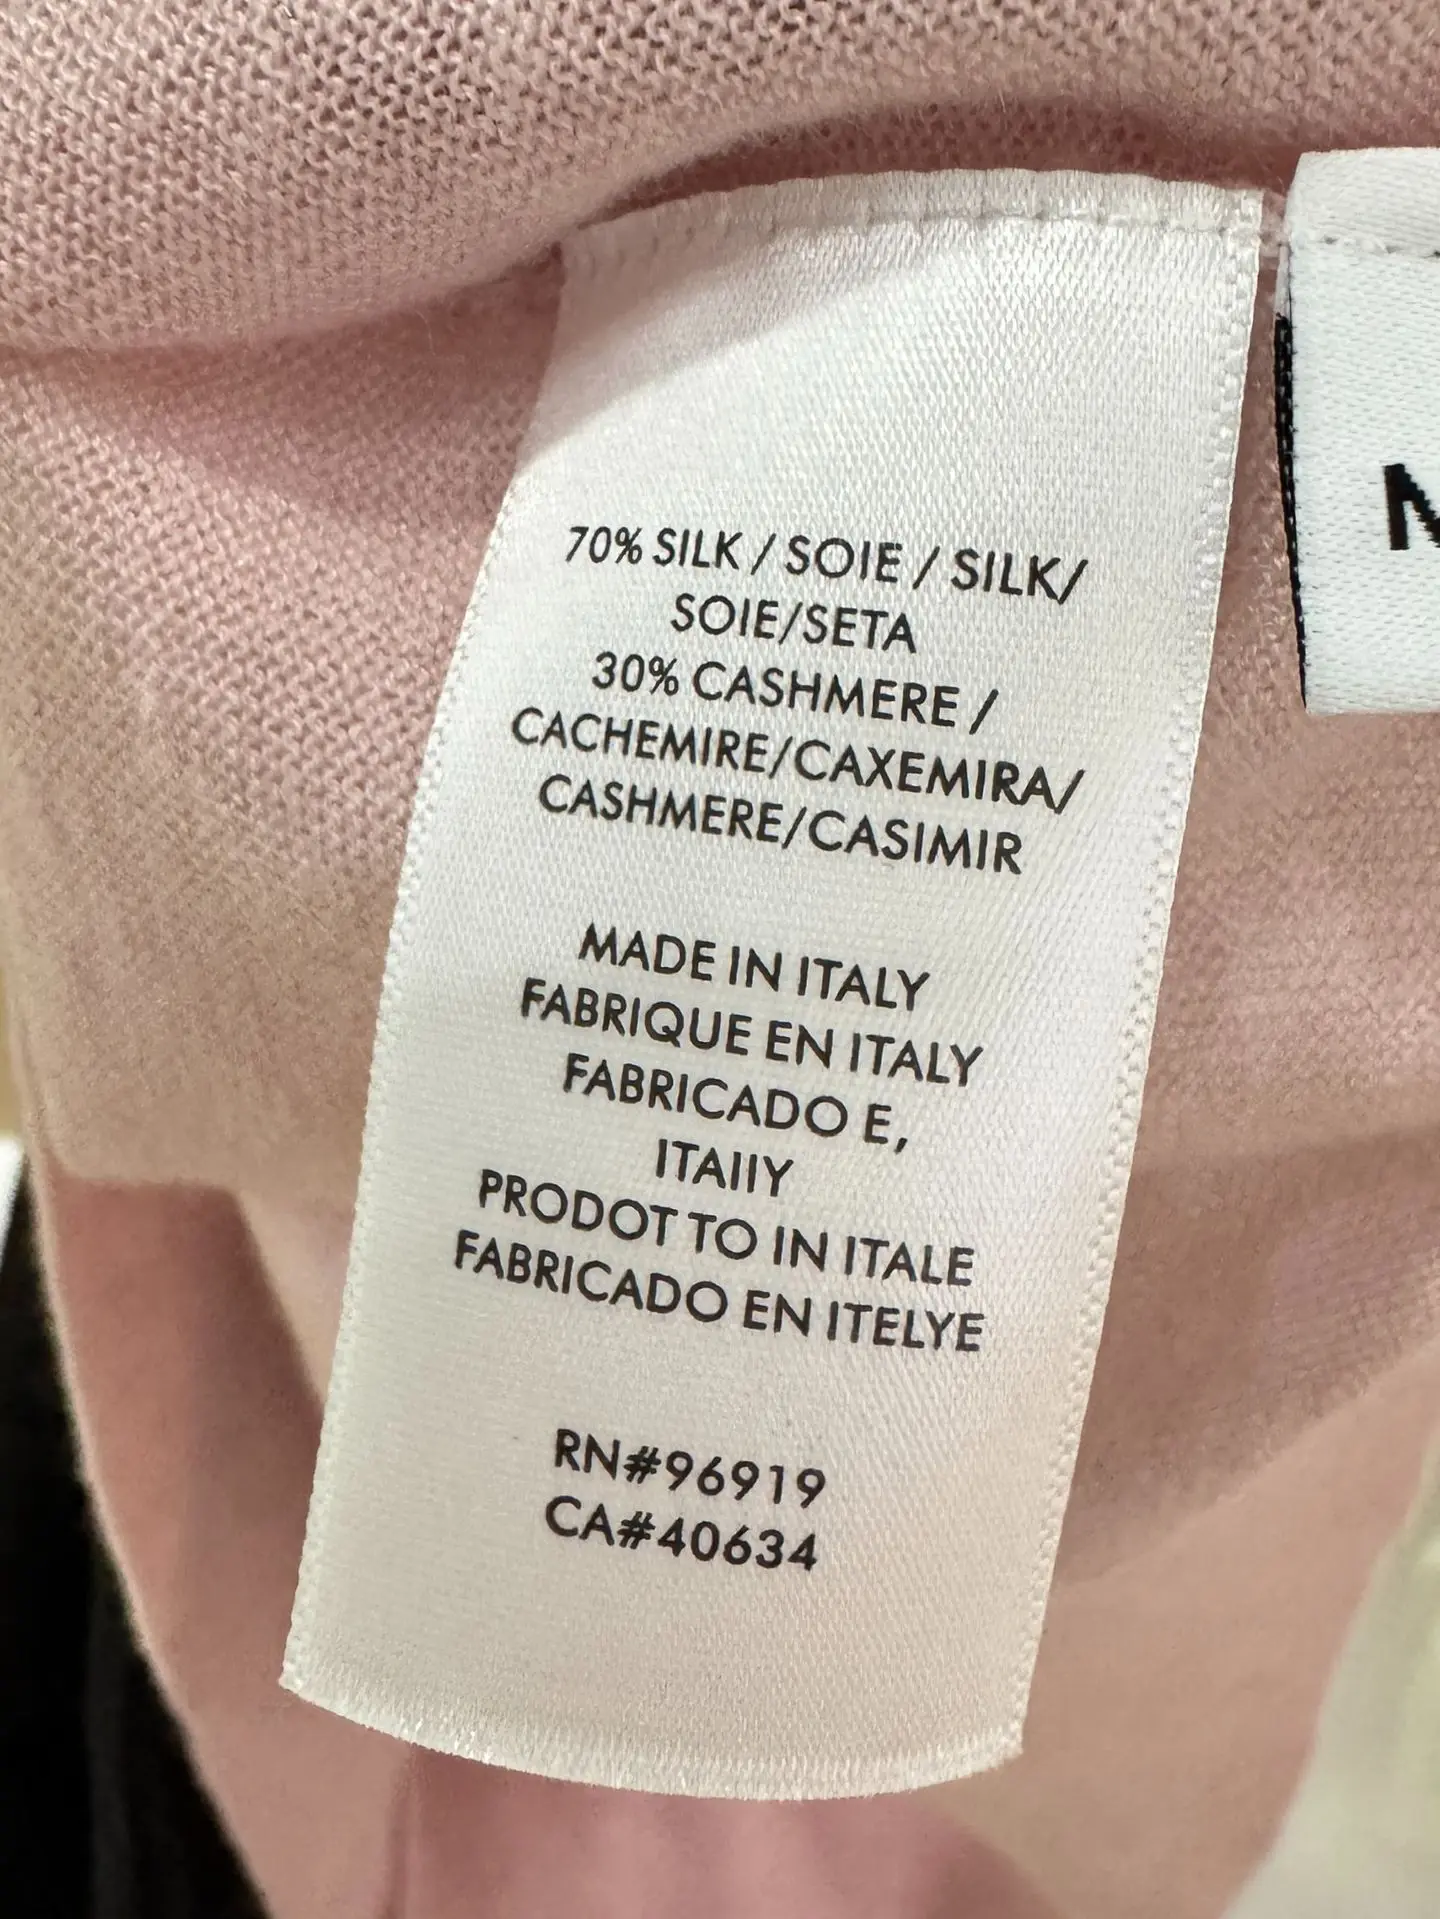 70% SILK / SOIE / SILK/
SOIE/SETA
30% CASHMERE /
CACHEMIRE/CAXEMIRA/
CASHMERE/CASIMIR
MADE IN ITALY
FABRIQUE EN ITALY
FABRICADO E,
ITAIIY
PRODOT TO IN ITALE
FABRICADO EN ITELYE
RN#96919
CA#40634